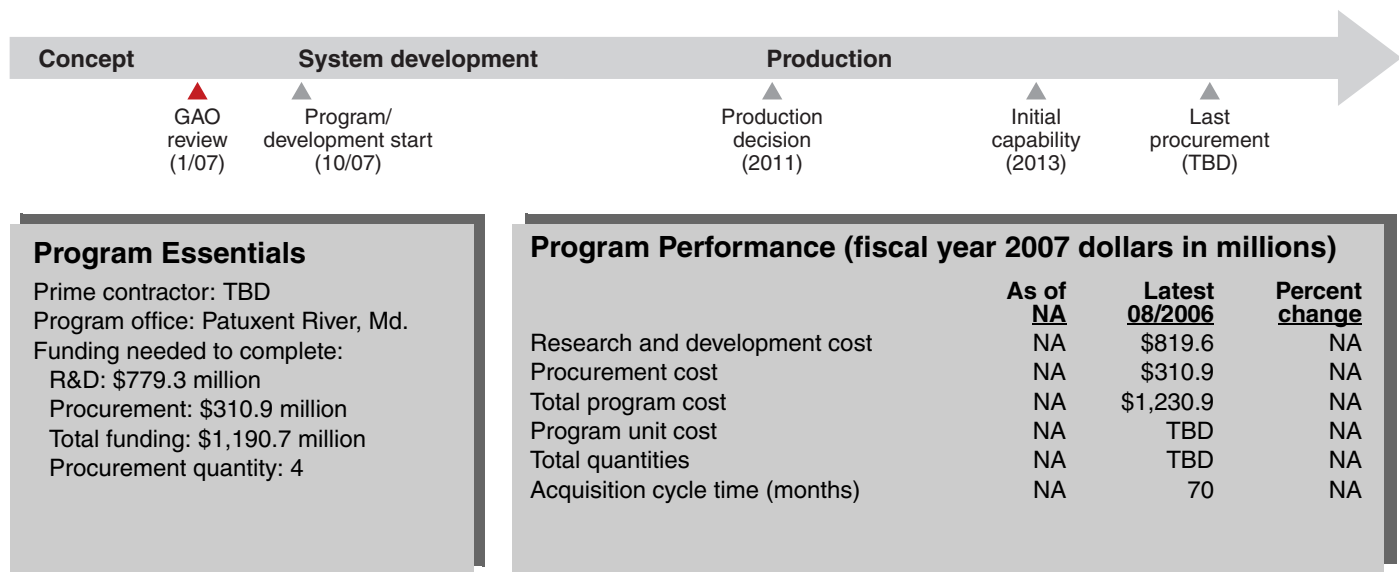 Concept System development Production
GAO review (1/07)
Program/ development start (10/07)
Production decision (2011)
Initial capability (2013)
Last procurement (TBD)
Program Essentials
Prime contractor: TBD
Program office: Patuxent River, Md.
Funding needed to complete:
R&D: $779.3 million
Procurement: $310.9 million
Total funding: $1,190.7 million
Procurement quantity: 4
Program Performance (fiscal year 2007 dollars in millions)
As of NA Latest 08/2006 Percent change
Research and development cost NA $819.6 NA
Procurement cost NA $310.9 NA
Total program cost NA $1,230.9 NA
Program unit cost NA TBD NA
Total quantities NA TBD NA
Acquisition cycle time (months) NA 70 NA